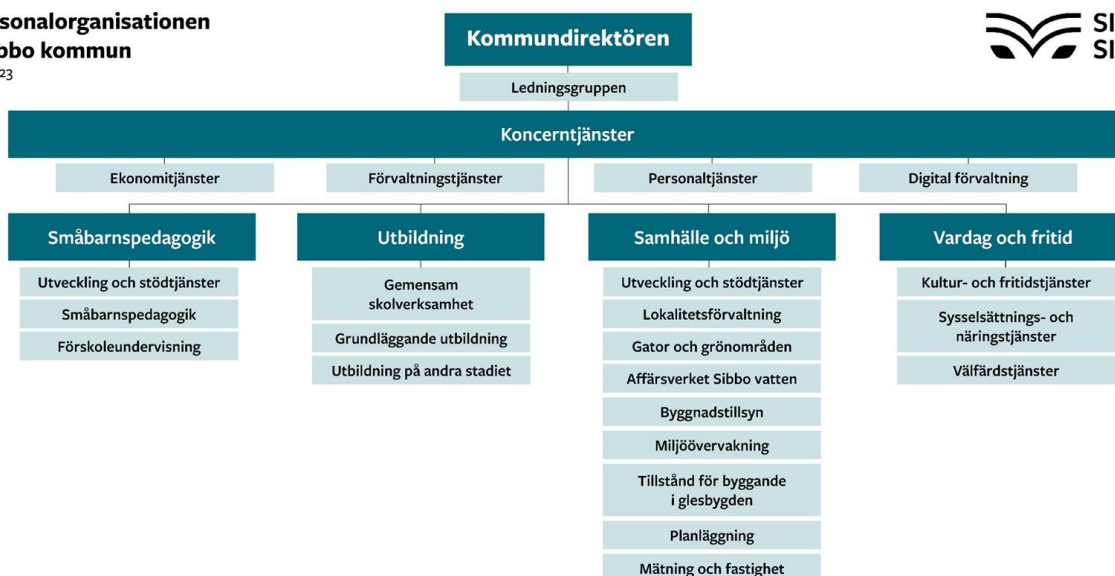 sonalorganisationen
bbo kommun
23
Kommundirektören
SI
SI
Ledningsgruppen
Koncerntjänster
Ekonomitjänster
Förvaltningstjänster
Personaltjänster
Digital förvaltning
Småbarnspedagogik
Utveckling och stödtjänster
Småbarnspedagogik
Förskoleundervisning
Utbildning
Gemensam
skolverksamhet
Grundläggande utbildning
Utbildning på andra stadiet
Samhälle och miljö
Utveckling och stödtjänster
Lokalitetsförvaltning
Gator och grönområden
Affärsverket Sibbo vatten
Byggnadstillsyn
Miljöövervakning
Tillstånd för byggande
i glesbygden
Planläggning
Mätning och fastighet
Vardag och fritid
Kultur- och fritidstjänster
Sysselsättnings- och
näringstjänster
Välfärdstjänster